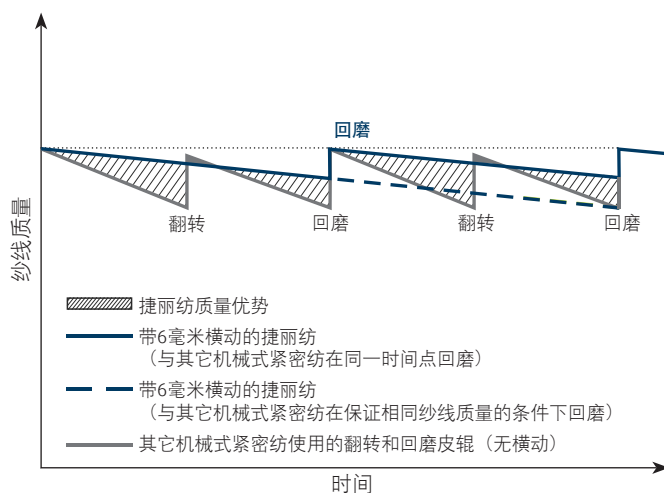 回磨
翻转
回磨
翻转
回磨
纱线质量
捷丽纺质量优势
带6毫米横动的捷丽纺
（与其它机械式紧密纺在同一时间点回磨）
带6毫米横动的捷丽纺
（与其它机械式紧密纺在保证相同纱线质量的条件下回磨）
其它机械式紧密纺使用的翻转和回磨皮辊（无横动）
时间